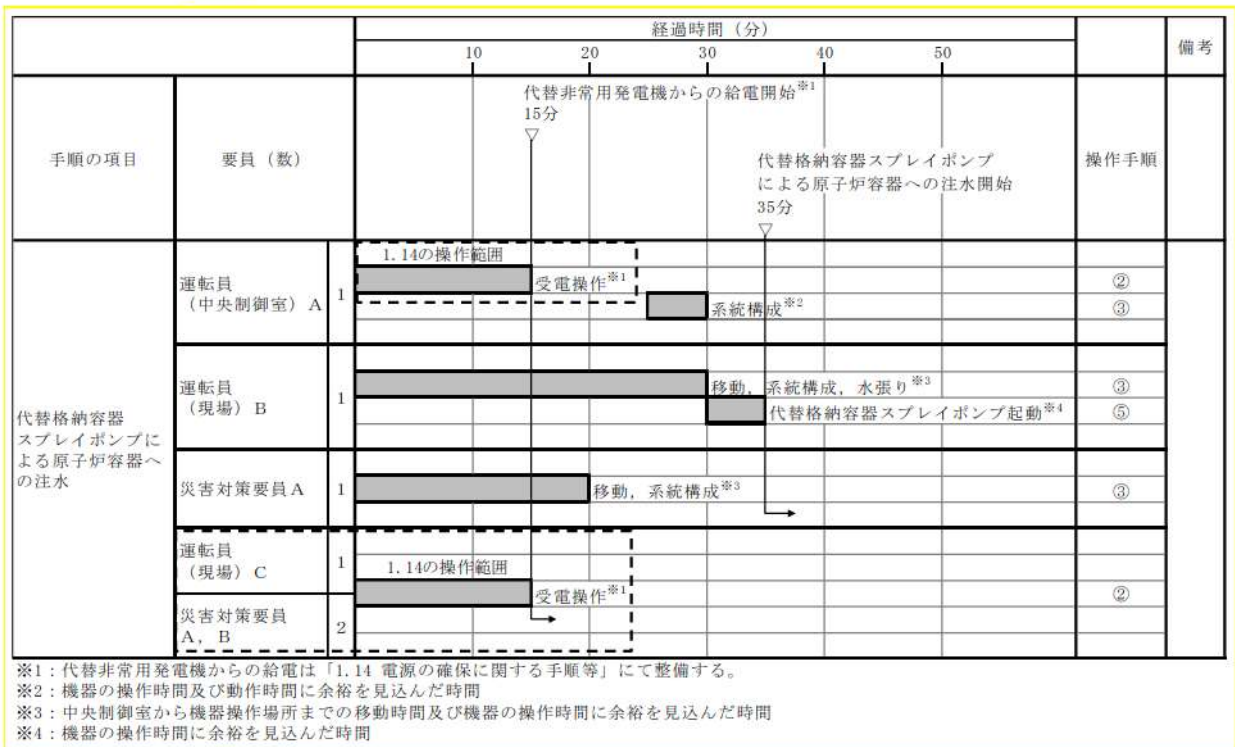 経過時間（分）
備考
10 20 30 40 50
代替非常用発電機からの給電開始※1
15分
▽
手順の項目
要員（数）
代替格納容器スプレイポンプ
による原子炉容器への注水開始
35分
▽
操作手順
1.14の操作範囲
運転員
（中央制御室）A
1
受電操作※1
②
系統構成※2
③
運転員
（現場）B
1
移動，系統構成，水張り※3
③
代替格納容器スプレイポンプ起動※4
⑤
代替格納容器
スプレイポンプに
よる原子炉容器へ
の注水
災害対策要員A
1
移動，系統構成※3
③
運転員
（現場）C
1
1.14の操作範囲
受電操作※1
②
災害対策要員
A，B
2
※1：代替非常用発電機からの給電は「1.14 電源の確保に関する手順等」にて整備する。
※2：機器の操作時間及び動作時間に余裕を見込んだ時間
※3：中央制御室から機器操作場所までの移動時間及び機器の操作時間に余裕を見込んだ時間
※4：機器の操作時間に余裕を見込んだ時間